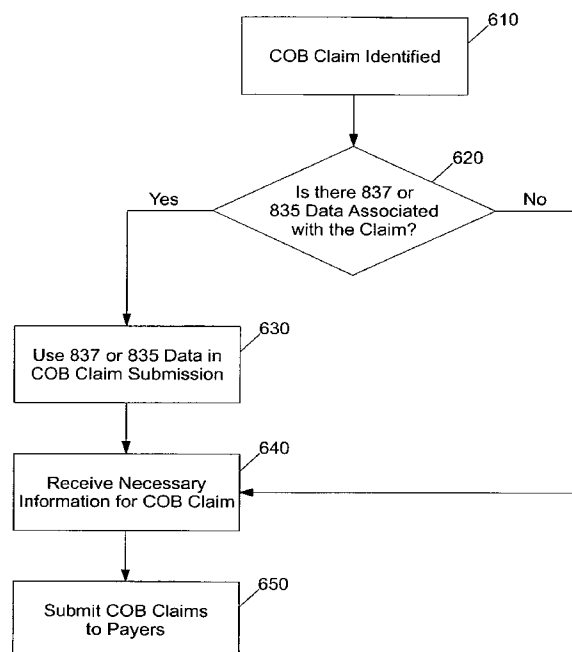 610
COB Claim Identified
620
Is there 837 or
835 Data Associated
with the Claim?
Yes
No
630
Use 837 or 835 Data in
COB Claim Submission
640
Receive Necessary
Information for COB Claim
650
Submit COB Claims
to Payers